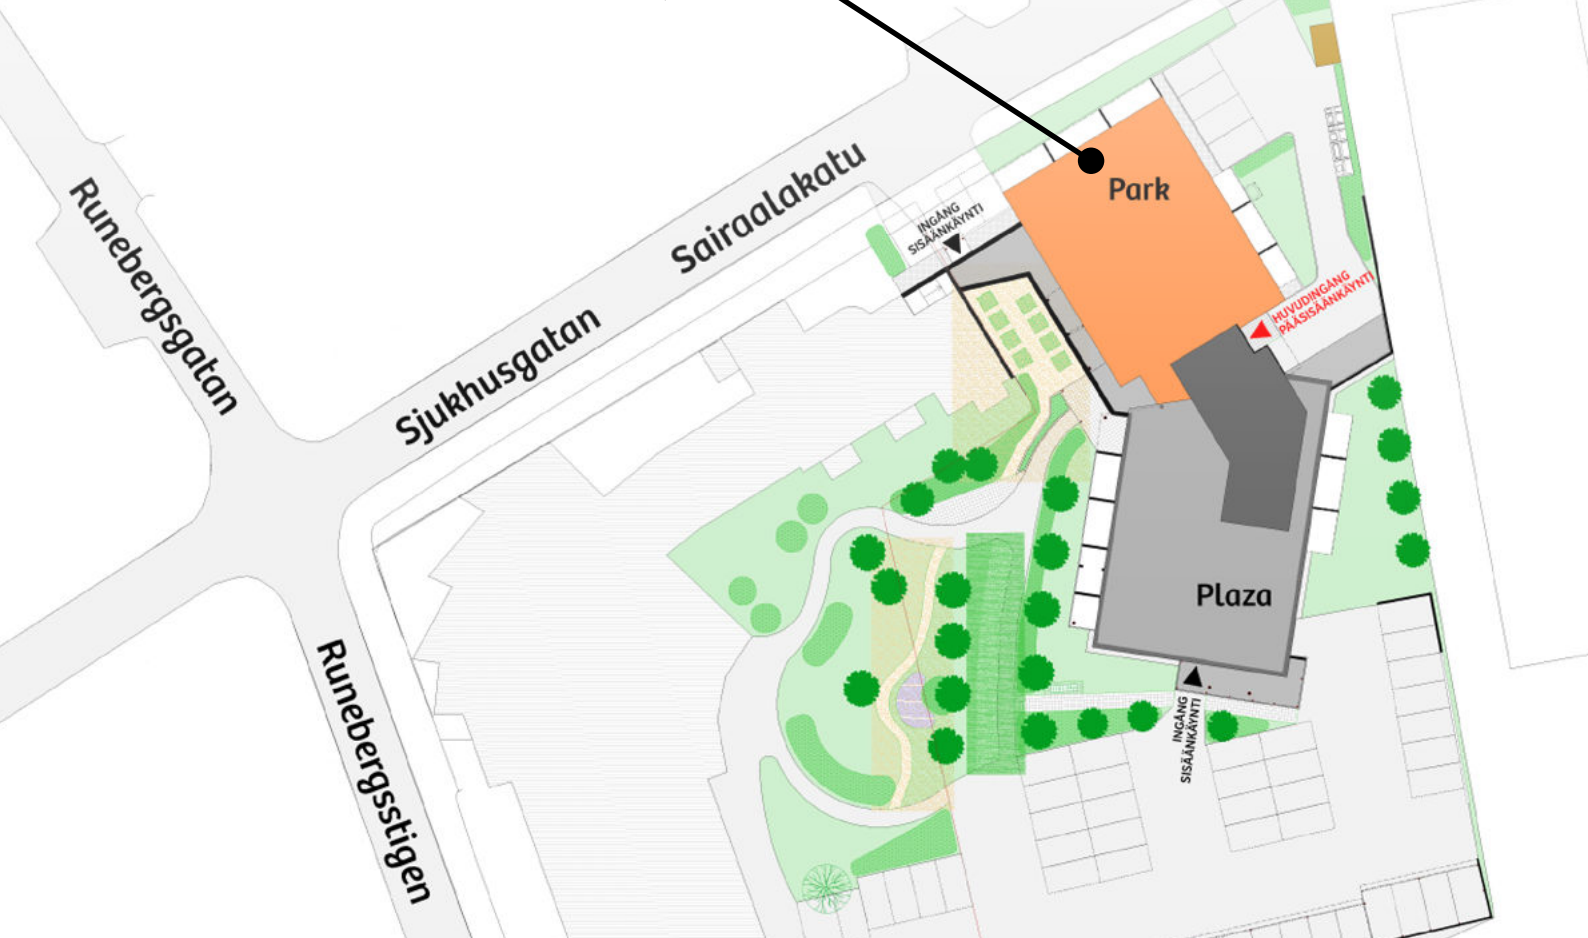 Park
Sairaalakatu
Runebergsgatan
INGÅNG
SISÄÄNKÄYNTI
HUVUDINGÅNG
PÄÄSISÄÄNKÄYNTI
Sjukhusgatan
Plaza
Runebergsstigen
INGÅNG
SISÄÄNKÄYNTI